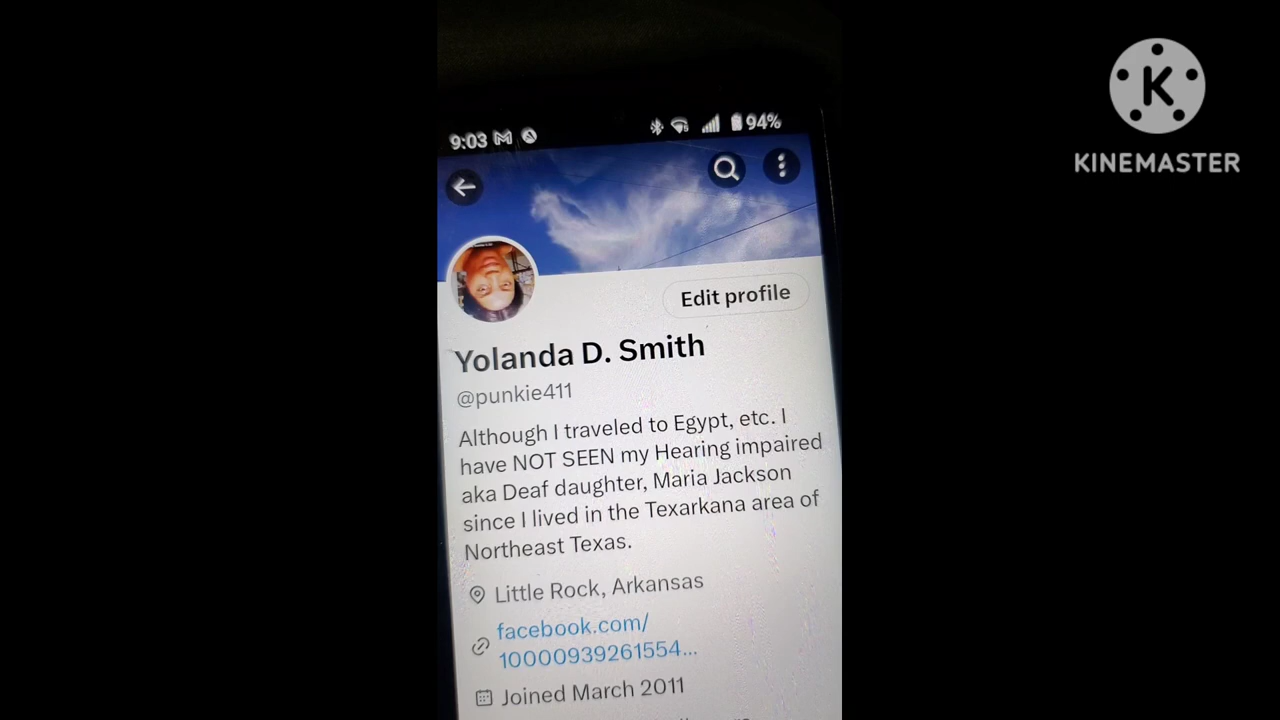 9:03
94%
K
KINEMASTER
Edit profile
Yolanda D. Smith
@punkie411
Although I traveled to Egypt, etc. I
have NOT SEEN my Hearing impaired
aka Deaf daughter, Maria Jackson
since I lived in the Texarkana area of
Northeast Texas.
Little Rock, Arkansas
facebook.com/
10000939261554...
Joined March 2011